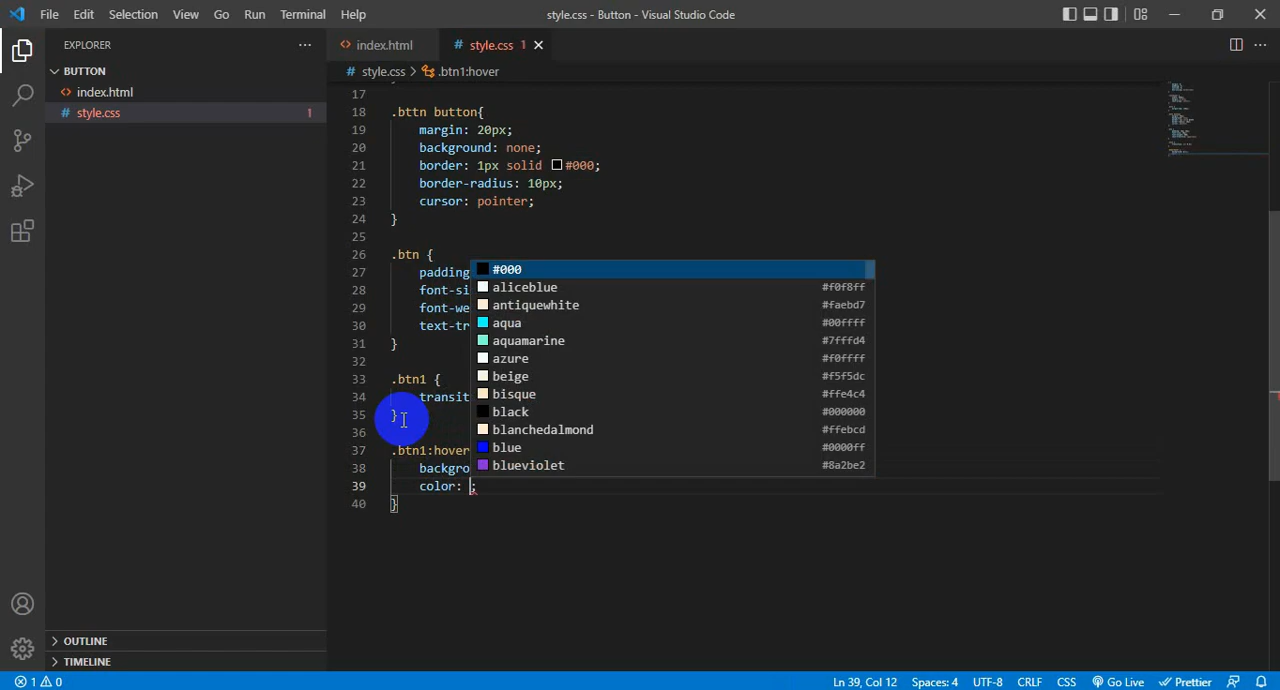 File Edit Selection View Go Run Terminal Help
style.css - Button - Visual Studio Code
EXPLORER
index.html
style.css 1
BUTTON
style.css > .btn1:hover
index.html
style.css 1
17
18 .bttn button{
19 margin: 20px;
20 background: none;
21 border: 1px solid #000;
22 border-radius: 10px;
23 cursor: pointer;
24 }
25
26 .btn {
27 padding
28 font-si
29 font-we
30 text-tr
31 }
32
33 .btn1 {
34 transit
35 }
36
37 .btn1:hover
38 backgro
39 color: ;
40 }
#000
aliceblue #f0f8ff
antiquewhite #faebd7
aqua #00ffff
aquamarine #7fffd4
azure #f0ffff
beige #f5f5dc
bisque #ffe4c4
black #000000
blanchedalmond #ffebcd
blue #0000ff
blueviolet #8a2be2
OUTLINE
TIMELINE
1 0 Ln 39, Col 12 Spaces: 4 UTF-8 CRLF CSS Go Live Prettier